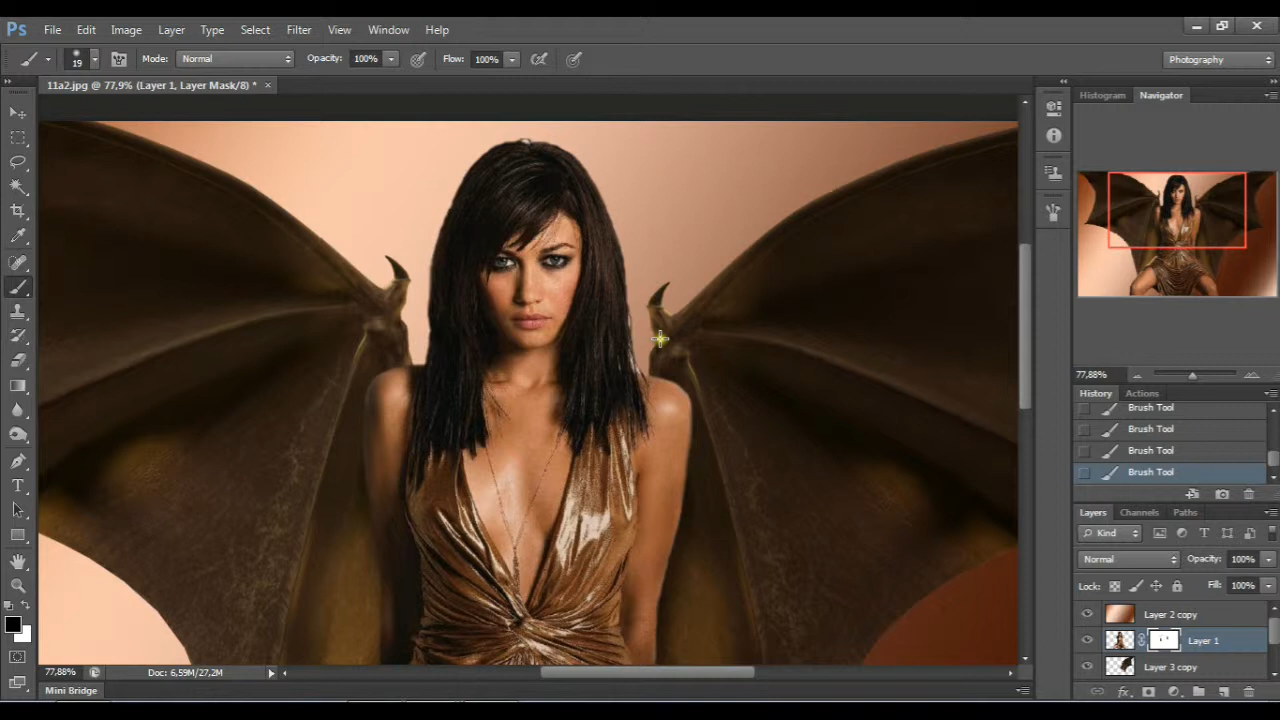 Ps File Edit Image Layer Type Select Filter View Window Help
19 Mode: Normal Opacity: 100% Flow: 100% Photography
11a2.jpg @ 77,9% (Layer 1, Layer Mask/8) * ×
Histogram Navigator
77,88%
History Actions
Brush Tool
Brush Tool
Brush Tool
Brush Tool
Layers Channels Paths
Kind
Normal Opacity: 100%
Lock: Fill: 100%
Layer 2 copy
Layer 1
Layer 3 copy
77,88% Doc: 6,59M/27,2M
Mini Bridge